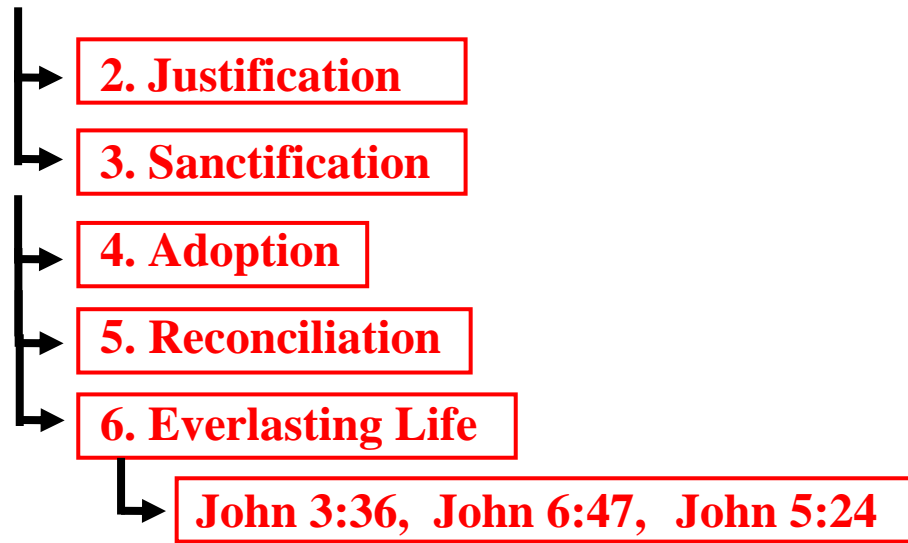 2. Justification
3. Sanctification
4. Adoption
5. Reconciliation
6. Everlasting Life
John 3:36, John 6:47, John 5:24